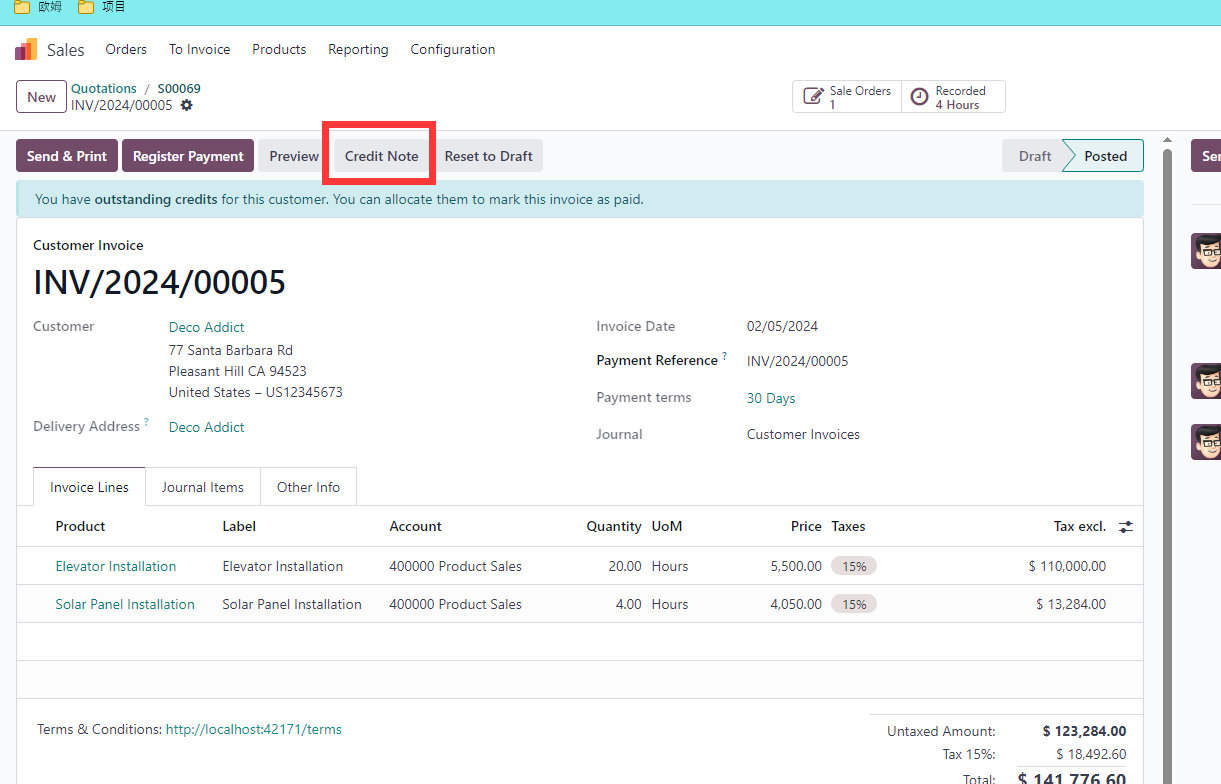 欧姆 项目
Sales Orders To Invoice Products Reporting Configuration
New
Quotations / S00069
INV/2024/00005
Sale Orders
1
Recorded
4 Hours
Send & Print Register Payment Preview Credit Note Reset to Draft Draft Posted
You have outstanding credits for this customer. You can allocate them to mark this invoice as paid.
Customer Invoice
INV/2024/00005
Customer Deco Addict
77 Santa Barbara Rd
Pleasant Hill CA 94523
United States – US12345673
Delivery Address ? Deco Addict
Invoice Date 02/05/2024
Payment Reference ? INV/2024/00005
Payment terms 30 Days
Journal Customer Invoices
Invoice Lines Journal Items Other Info
Product Label Account Quantity UoM Price Taxes Tax excl.
Elevator Installation Elevator Installation 400000 Product Sales 20.00 Hours 5,500.00 15% $ 110,000.00
Solar Panel Installation Solar Panel Installation 400000 Product Sales 4.00 Hours 4,050.00 15% $ 13,284.00
Terms & Conditions: http://localhost:42171/terms
Untaxed Amount: $ 123,284.00
Tax 15%: $ 18,492.60
Total: $ 141,776.60